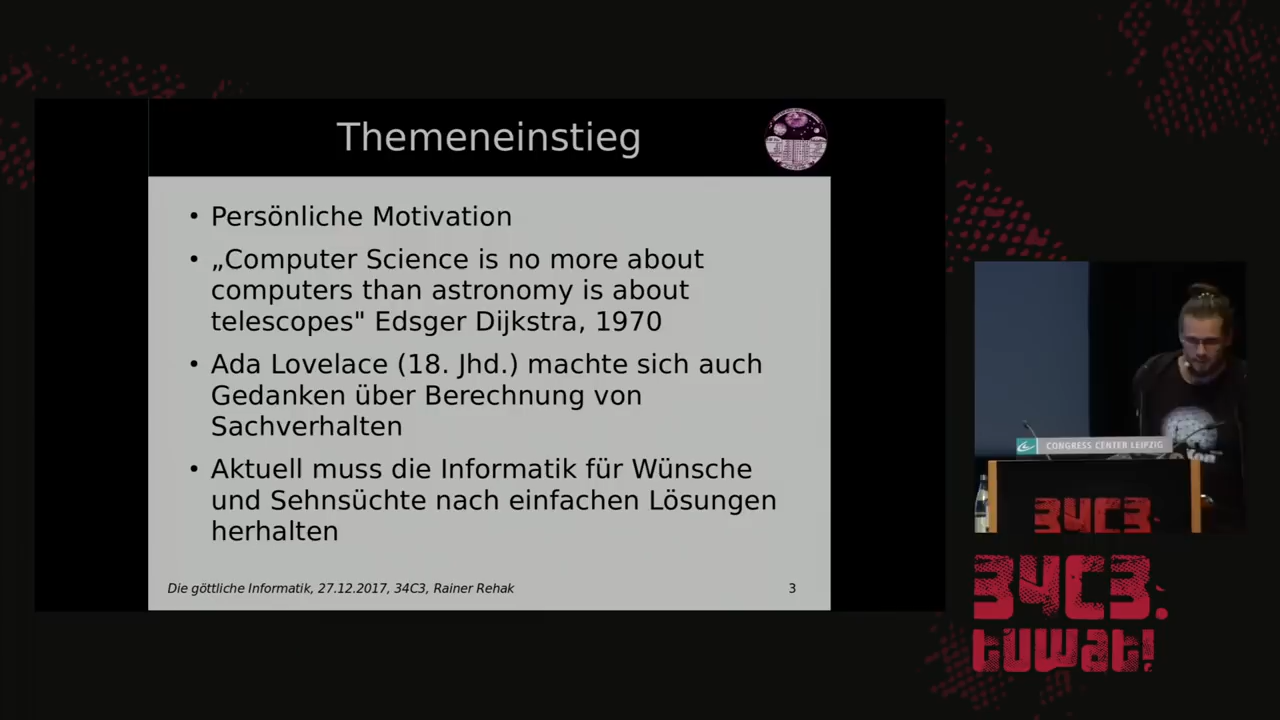 Themeneinstieg
• Persönliche Motivation
• „Computer Science is no more about
computers than astronomy is about
telescopes" Edsger Dijkstra, 1970
• Ada Lovelace (18. Jhd.) machte sich auch
Gedanken über Berechnung von
Sachverhalten
• Aktuell muss die Informatik für Wünsche
und Sehnsüchte nach einfachen Lösungen
herhalten
Die göttliche Informatik, 27.12.2017, 34C3, Rainer Rehak
3
CONGRESS CENTER LEIPZIG
34C3.
34C3.
tuwat!